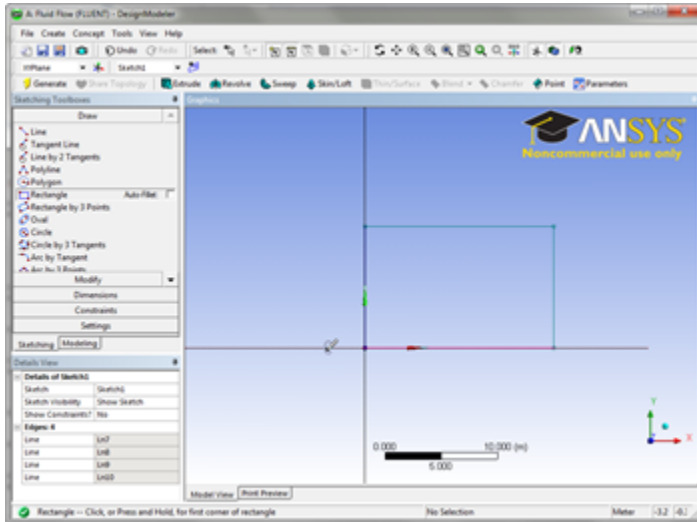 A: Fluid Flow (FLUENT) - DesignModeler
File Create Concept Tools View Help
Undo Redo Select:
XYPlane Sketch1
Generate Share Topology Extrude Revolve Sweep Skin/Loft Thin/Surface Blend Chamfer Point Parameters
Sketching Toolboxes
Graphics
Draw
Line
Tangent Line
Line by 2 Tangents
Polyline
Polygon
Rectangle Auto-Fillet:
Rectangle by 3 Points
Oval
Circle
Circle by 3 Tangents
Arc by Tangent
Arc by 3 Points
Modify
Dimensions
Constraints
Settings
Sketching Modeling
Details View
Details of Sketch1
Sketch Sketch1
Sketch Visibility Show Sketch
Show Constraints? No
Edges: 4
Line Ln7
Line Ln8
Line Ln9
Line Ln10
ANSYS
Noncommercial use only
0.000 10.000 (m)
5.000
Y
X
Z
Model View Print Preview
Rectangle -- Click, or Press and Hold, for first corner of rectangle No Selection Meter